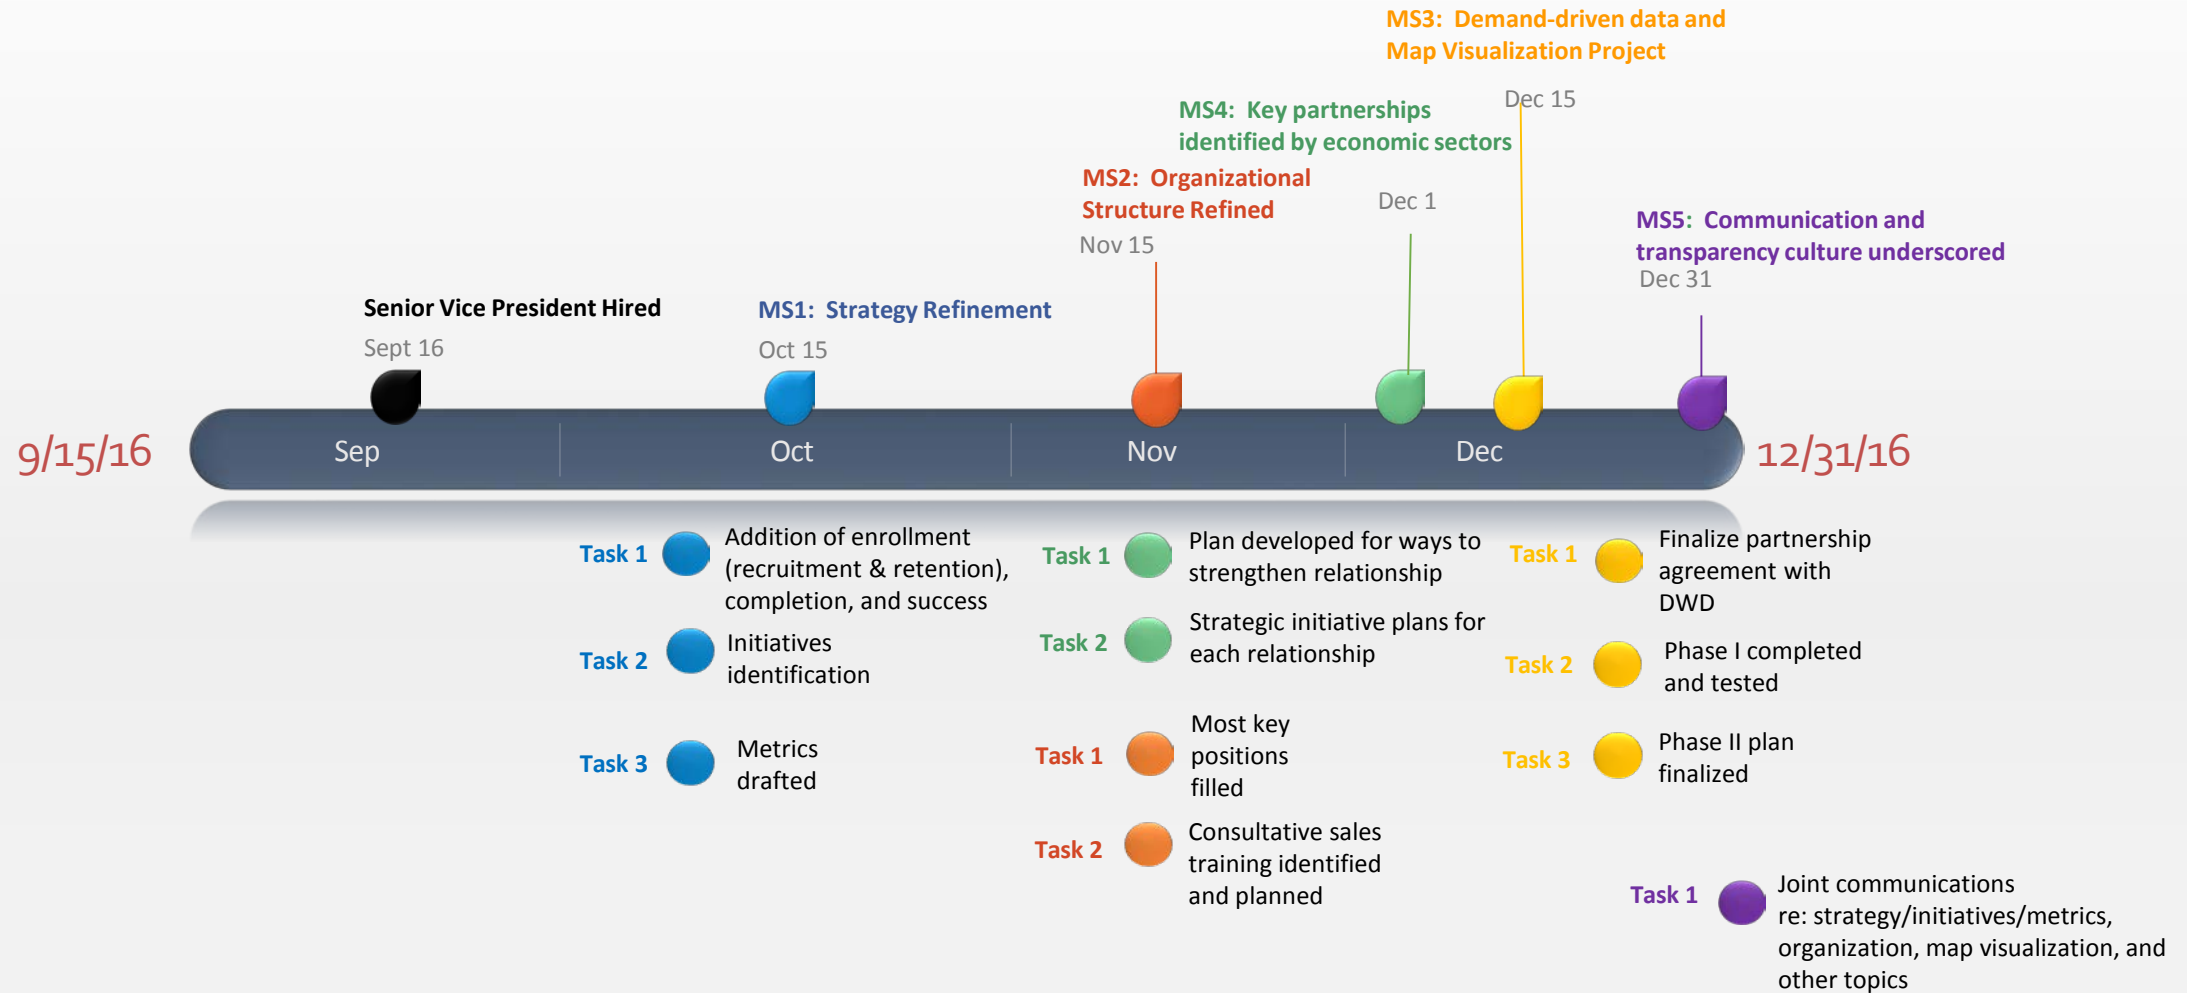 MS3:  Demand-driven data and
Map Visualization Project
Dec 15
MS4:  Key partnerships
identified by economic sectors
Dec 1
MS2:  Organizational
Structure Refined
Nov 15
MS5:  Communication and
transparency culture underscored
Dec 31
Senior Vice President Hired
Sept 16
MS1:  Strategy Refinement
Oct 15
9/15/16
Sep
Oct
Nov
Dec
12/31/16
Task 1
Addition of enrollment
(recruitment & retention),
completion, and success
Task 2
Initiatives
identification
Task 3
Metrics
drafted
Task 1
Plan developed for ways to
strengthen relationship
Task 2
Strategic initiative plans for
each relationship
Task 1
Most key
positions
filled
Task 2
Consultative sales
training identified
and planned
Task 1
Finalize partnership
agreement with
DWD
Task 2
Phase I completed
and tested
Task 3
Phase II plan
finalized
Task 1
Joint communications
re: strategy/initiatives/metrics,
organization, map visualization, and
other topics